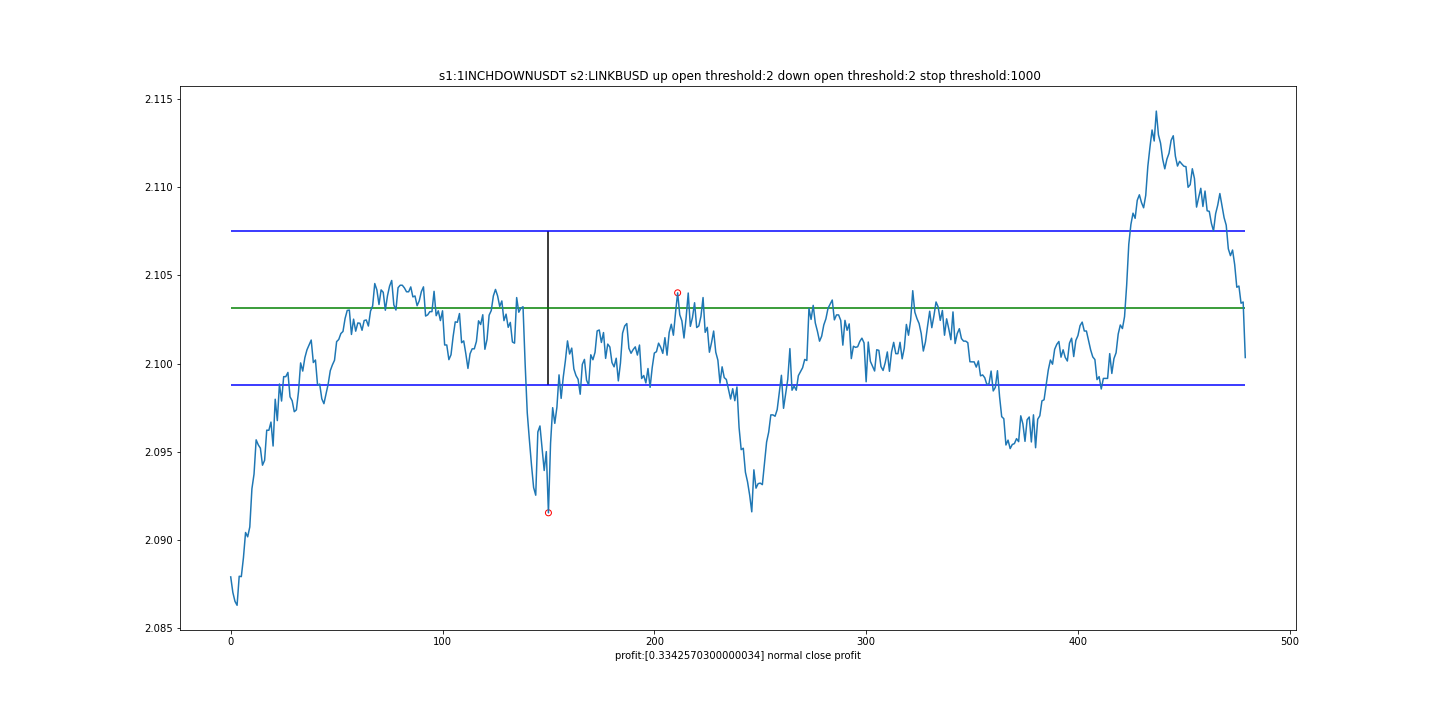 s1:1INCHDOWNUSDT s2:LINKBUSD up open threshold:2 down open threshold:2 stop threshold:1000
2.115
2.110
2.105
2.100
2.095
2.090
2.085
0 100 200 300 400 500
profit:[0.3342570300000034] normal close profit